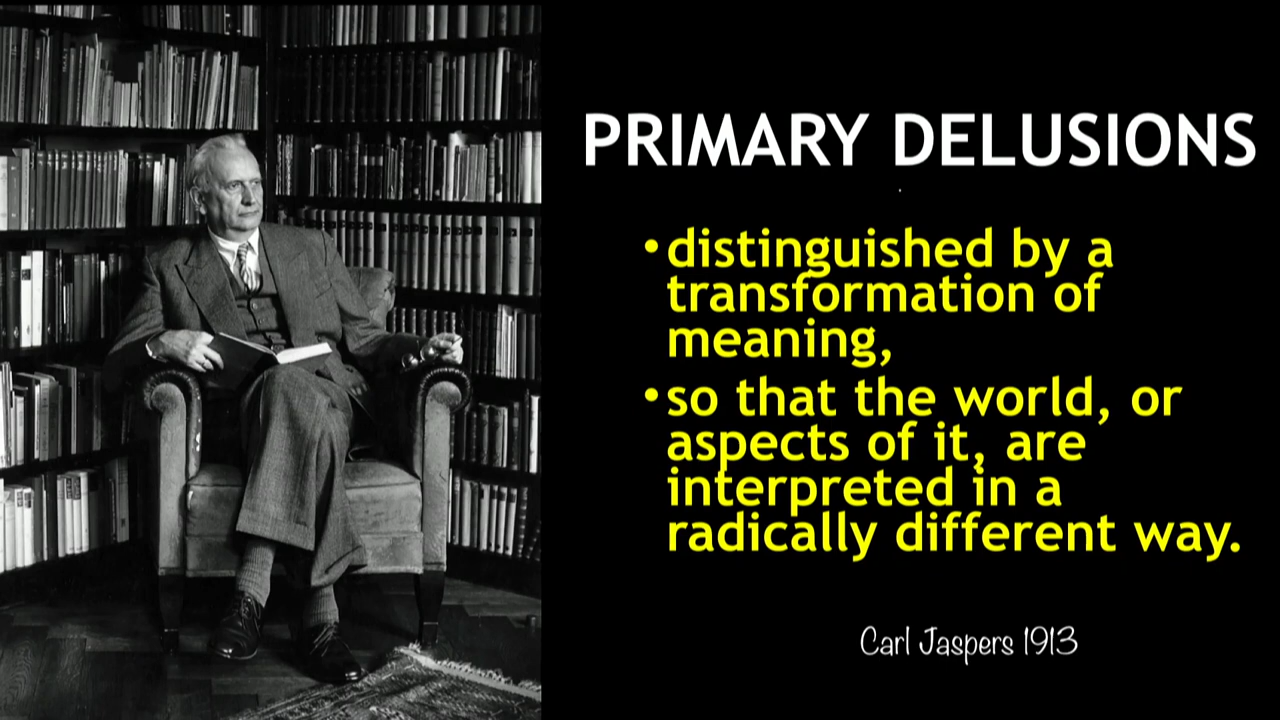 PRIMARY DELUSIONS
•distinguished by a
transformation of
meaning,
•so that the world, or
aspects of it, are
interpreted in a
radically different way.
Carl Jaspers 1913